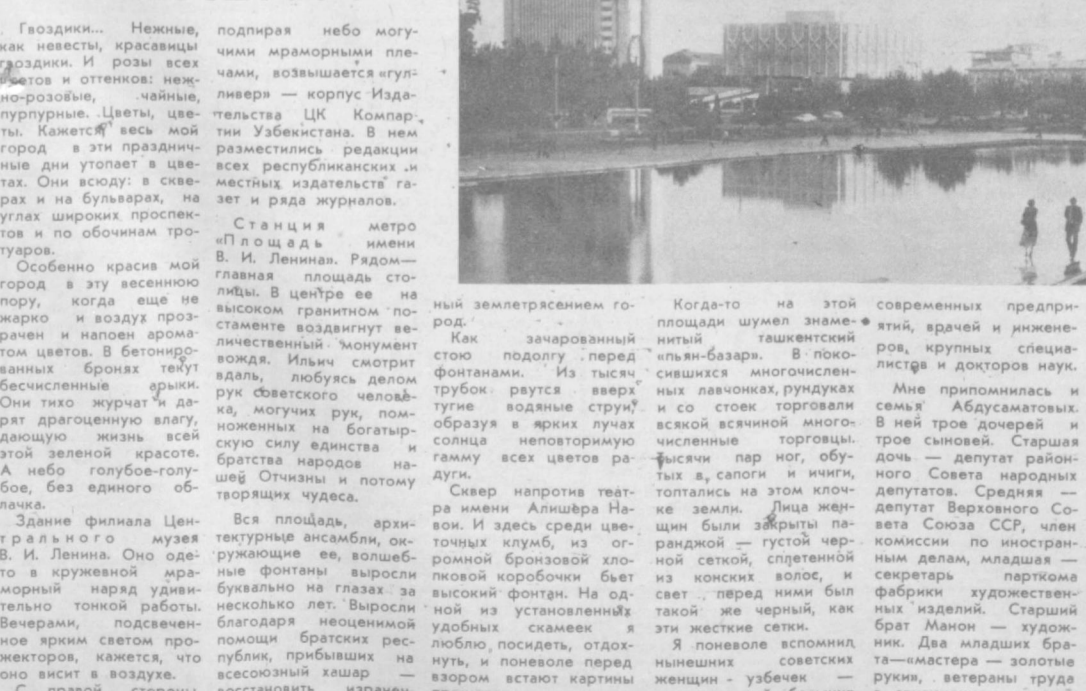 Гвоздики... Нежные,
как невесты, красавицы
гвоздики. И розы всех
цветов и оттенков: неж-
но-розовые, чайные,
пурпурные. Цветы, цве-
ты. Кажется, весь мой
город в эти празднич-
ные дни утопает в цве-
тах. Они всюду: в скве-
рах и на бульварах, на
углах широких проспек-
тов и по обочинам тро-
туаров.
Особенно красив мой
город в эту весеннюю
пору, когда еще не
жарко и воздух проз-
рачен и напоен арома-
том цветов. В бетониро-
ванных бронях текут
бесчисленные арыки.
Они тихо журчат и да-
рят драгоценную влагу,
дающую жизнь всей
этой зеленой красоте.
А небо голубое-голу-
бое, без единого об-
лачка.
Здание филиала Цен-
трального музея
В. И. Ленина. Оно оде-
то в кружевной мра-
морный наряд удиви-
тельно тонкой работы.
Вечерами, подсвечен-
ное ярким светом про-
жекторов, кажется, что
оно висит в воздухе.
С правой стороны
подпирая небо могу-
чими мраморными пле-
чами, возвышается «гул-
ливер» — корпус Изда-
тельства ЦК Компар-
тии Узбекистана. В нем
разместились редакции
всех республиканских и
местных издательств га-
зет и ряда журналов.
Станция метро
«Площадь имени
В. И. Ленина». Рядом—
главная площадь сто-
лицы. В центре ее на
высоком гранитном по-
стаменте воздвигнут ве-
личественный монумент
вождя. Ильич смотрит
вдаль, любуясь делом
рук советского челове-
ка, могучих рук, пом-
ноженных на богатыр-
скую силу единства и
братства народов на-
шей Отчизны и потому
творящих чудеса.
Вся площадь, архи-
тектурные ансамбли, ок-
ружающие ее, волшеб-
ные фонтаны выросли
буквально на глазах за
несколько лет. Выросли
благодаря неоценимой
помощи братских рес-
публик, прибывших на
всесоюзный хашар —
восстановить израчен-
ный землетрясением го-
род.
Как зачарованный
стою подолгу перед
фонтанами. Из тысяч
трубок рвутся вверх
тугие водяные струи,
образуя в ярких лучах
солнца неповторимую
гамму всех цветов ра-
дуги.
Сквер напротив теат-
ра имени Алишера На-
вои. И здесь среди цве-
точных клумб, из ог-
ромной бронзовой хло-
пковой коробочки бьет
высокий фонтан. На од-
ной из установленных
удобных скамеек я
люблю посидеть, отдох-
нуть, и поневоле перед
взором встают картины
Когда-то на этой
площади шумел знаме-
нитый ташкентский
«пьян-базар». В поко-
сившихся многочислен-
ных лавчонках, рундуках
и со стоек торговали
всякой всячиной много-
численные торговцы.
Тысячи пар ног, обу-
тых в сапоги и ичиги,
топтались на этом клоч-
ке земли. Лица жен-
щин были закрыты па-
ранджой — густой чер-
ной сеткой, сплетенной
из конских волос, и
свет перед ними был
такой же черный, как
эти жесткие сетки.
Я поневоле вспомнил
нынешних советских
женщин - узбечек —
современных предпри-
ятий, врачей и инжене-
ров, крупных специа-
листов и докторов наук.
Мне припомнилась и
семья Абдусаматовых.
В ней трое дочерей и
трое сыновей. Старшая
дочь — депутат район-
ного Совета народных
депутатов. Средняя —
депутат Верховного Со-
вета Союза ССР, член
комиссии по иностран-
ным делам, младшая —
секретарь парткома
фабрики художествен-
ных изделий. Старший
брат Манон — худож-
ник. Два младших бра-
та—«мастера — золотые
руки», ветераны труда